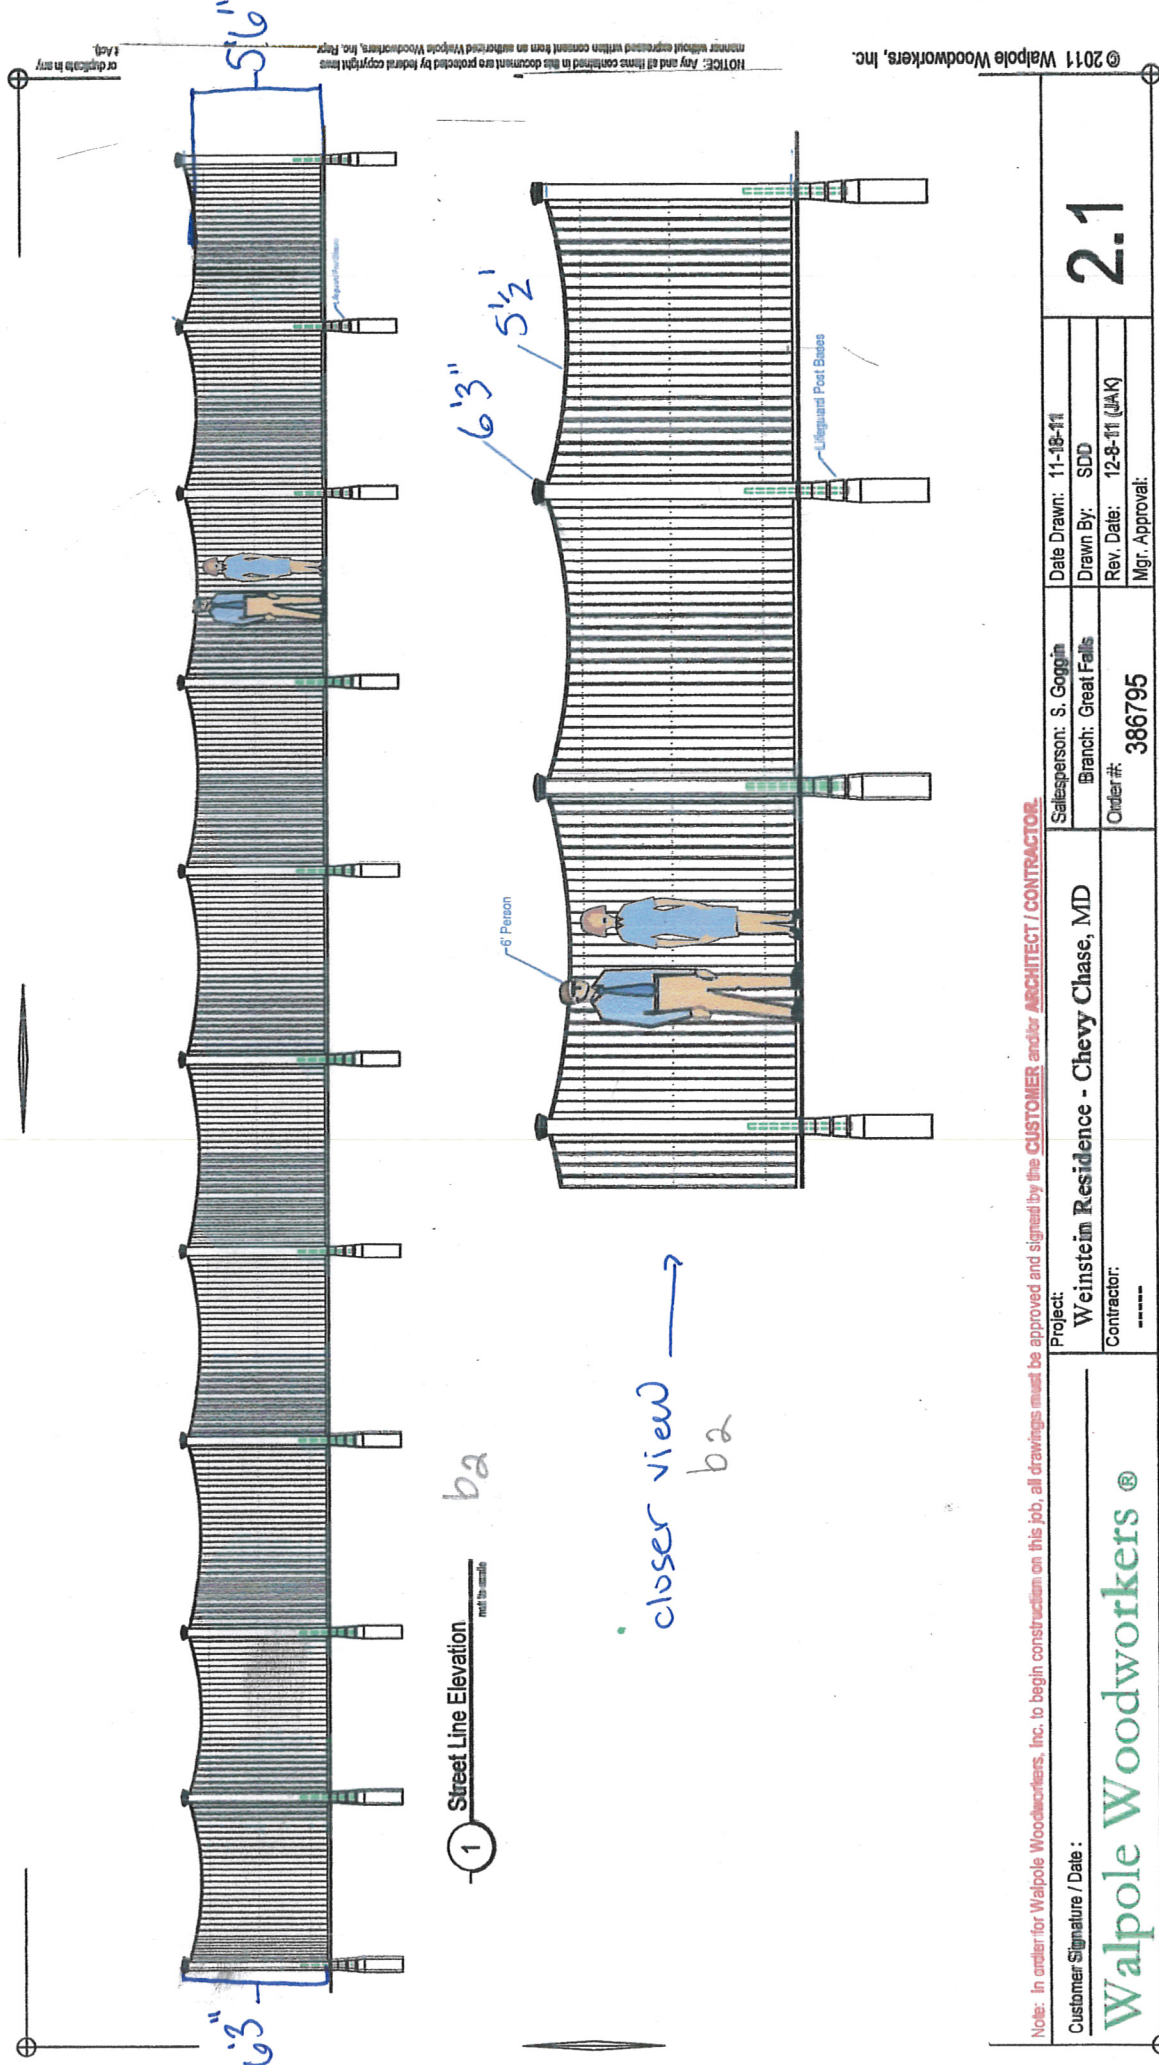 5'6"
6'3"
Lifeguard Post Bases
1
Street Line Elevation
not to scale
b2
6'3"
5½'
6' Person
Lifeguard Post Bases
closer view →
b2
NOTICE: Any and all items contained in this document are protected by federal copyright laws
manner without expressed written consent from an authorized Walpole Woodworkers, Inc. Repr
or duplicate in any
t Act).
© 2011 Walpole Woodworkers, Inc.
Note: In order for Walpole Woodworkers, Inc. to begin construction on this job, all drawings must be approved and signed by the CUSTOMER and/or ARCHITECT / CONTRACTOR.
Customer Signature / Date :
Walpole Woodworkers ®
Project:
Weinstein Residence - Chevy Chase, MD
Contractor:
-----
Salesperson: S. Goggin
Branch: Great Falls
Order #:
386795
Date Drawn: 11-18-11
Drawn By: SDD
Rev. Date: 12-8-11 (JAK)
Mgr. Approval:
2.1